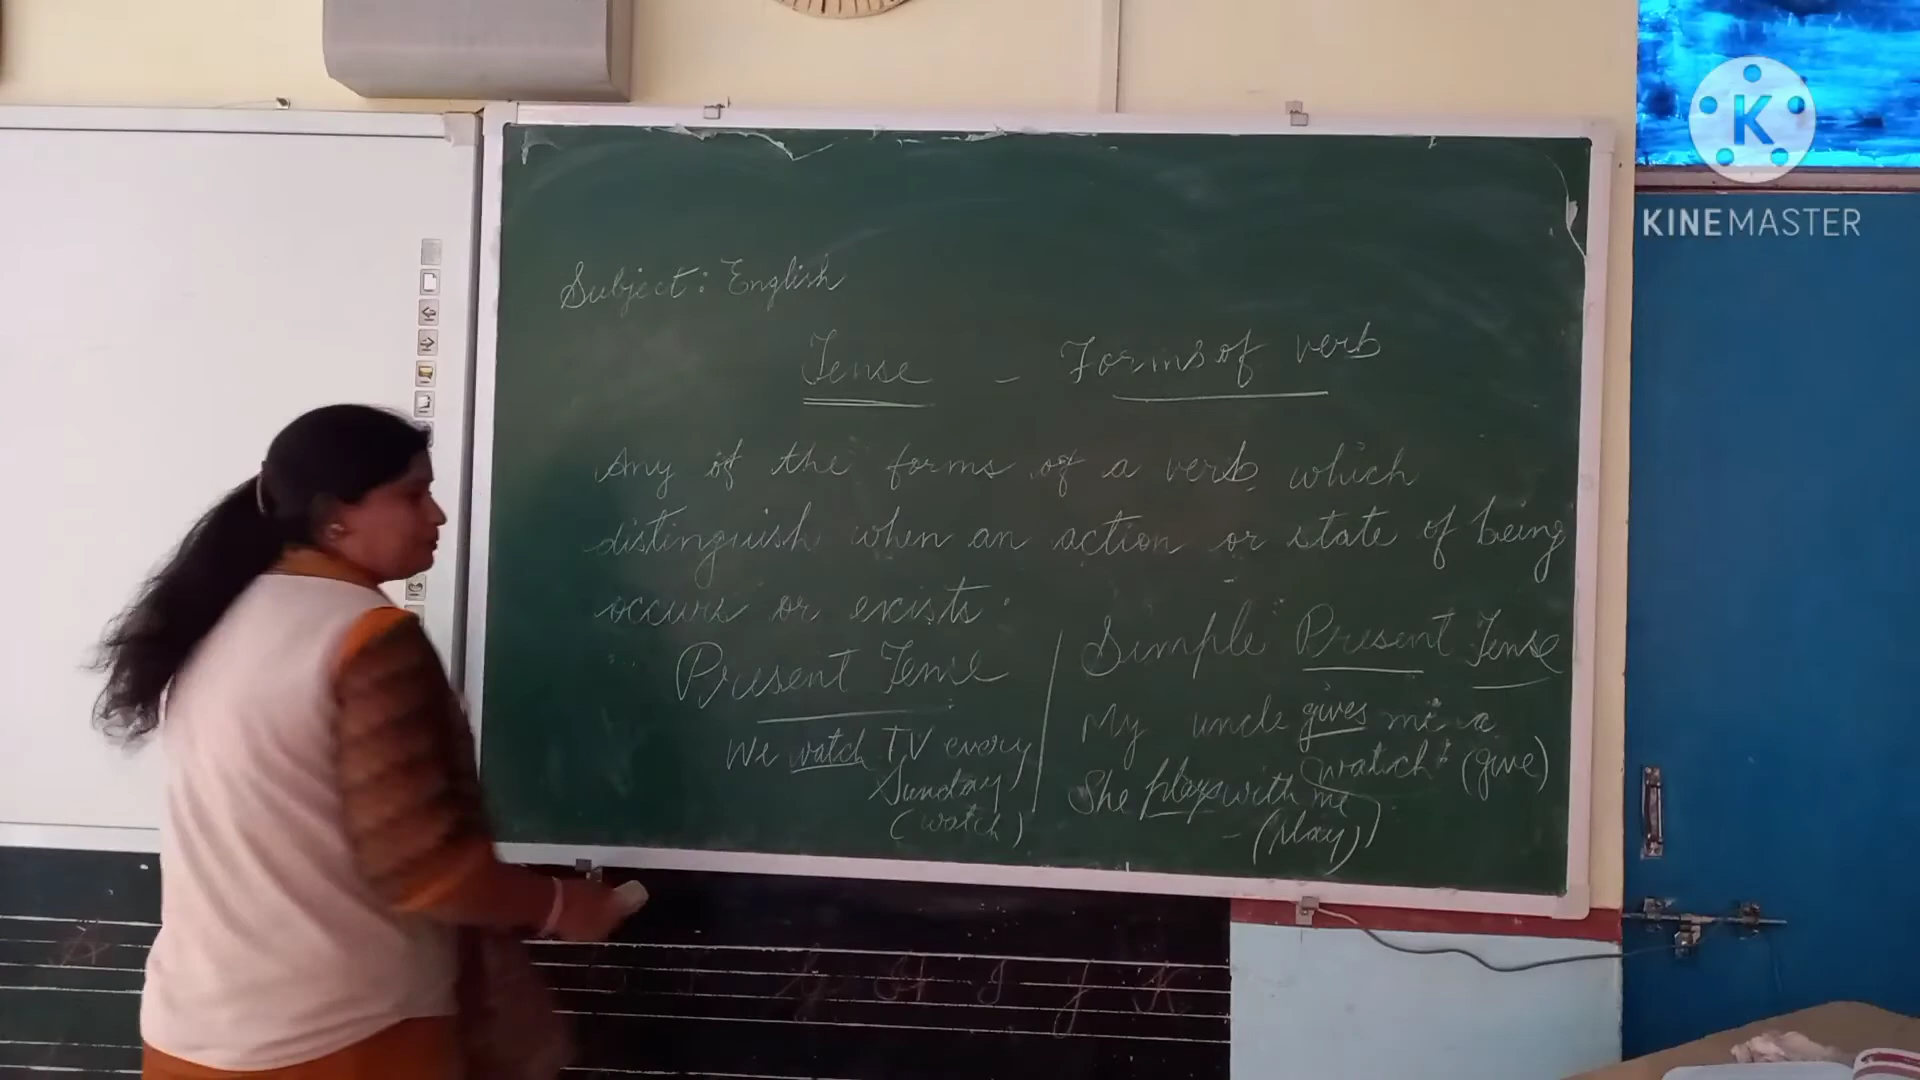 Subject: English
Tense - Forms of verb
Any of the forms of a verb which
distinguish when an action or state of being
occurs or exists.
Present Tense
We watch TV every
Sunday
(watch)
Simple Present Tense
My uncle gives me a
watch (give)
She plays with me
- (play)
G H I J K
K
KINEMASTER